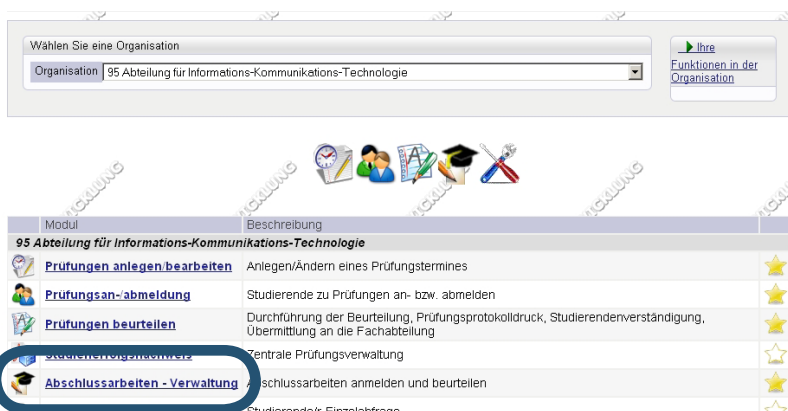 Wählen Sie eine Organisation
Organisation 95 Abteilung für Informations-Kommunikations-Technologie
Ihre
Funktionen in der
Organisation
Modul Beschreibung
95 Abteilung für Informations-Kommunikations-Technologie
Prüfungen anlegen/bearbeiten Anlegen/Ändern eines Prüfungstermines
Prüfungsan-/abmeldung Studierende zu Prüfungen an- bzw. abmelden
Prüfungen beurteilen Durchführung der Beurteilung, Prüfungsprotokolldruck, Studierendenverständigung,
Übermittlung an die Fachabteilung
Studienerfolgsnachweis Zentrale Prüfungsverwaltung
Abschlussarbeiten - Verwaltung Abschlussarbeiten anmelden und beurteilen
Studierende/r Einzelabfrage